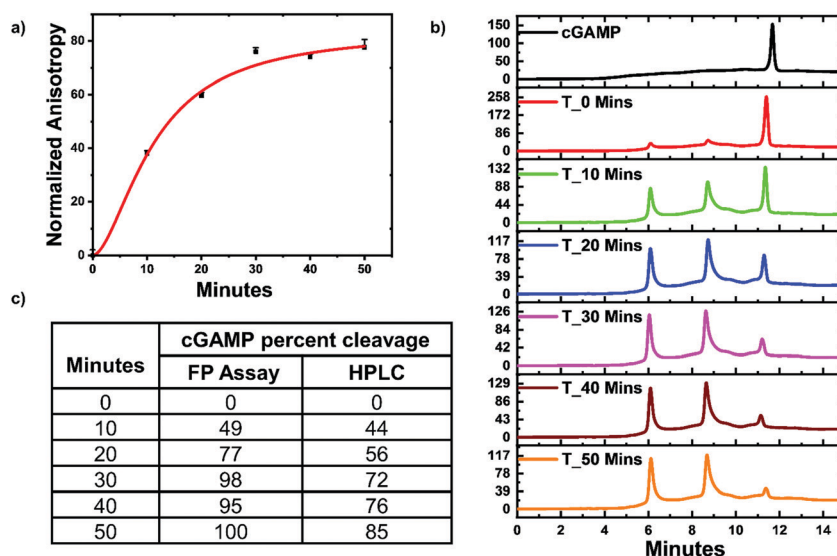 a)
Normalized Anisotropy
80
60
40
20
0
0 10 20 30 40 50
Minutes
b)
cGAMP
150
100
50
0
T_0 Mins
258
172
86
0
T_10 Mins
132
88
44
0
T_20 Mins
117
78
39
0
T_30 Mins
126
84
42
0
T_40 Mins
129
86
43
0
T_50 Mins
117
78
39
0
0 2 4 6 8 10 12 14
Minutes
c)
Minutes cGAMP percent cleavage
FP Assay HPLC
0 0 0
10 49 44
20 77 56
30 98 72
40 95 76
50 100 85